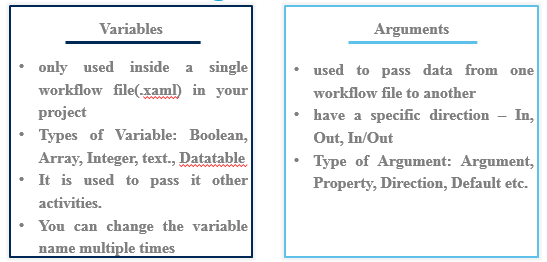 Variables
• only used inside a single
workflow file(.xaml) in your
project
• Types of Variable: Boolean,
Array, Integer, text., Datatable
• It is used to pass it other
activities.
• You can change the variable
name multiple times
Arguments
• used to pass data from one
workflow file to another
• have a specific direction – In,
Out, In/Out
• Type of Argument: Argument,
Property, Direction, Default etc.